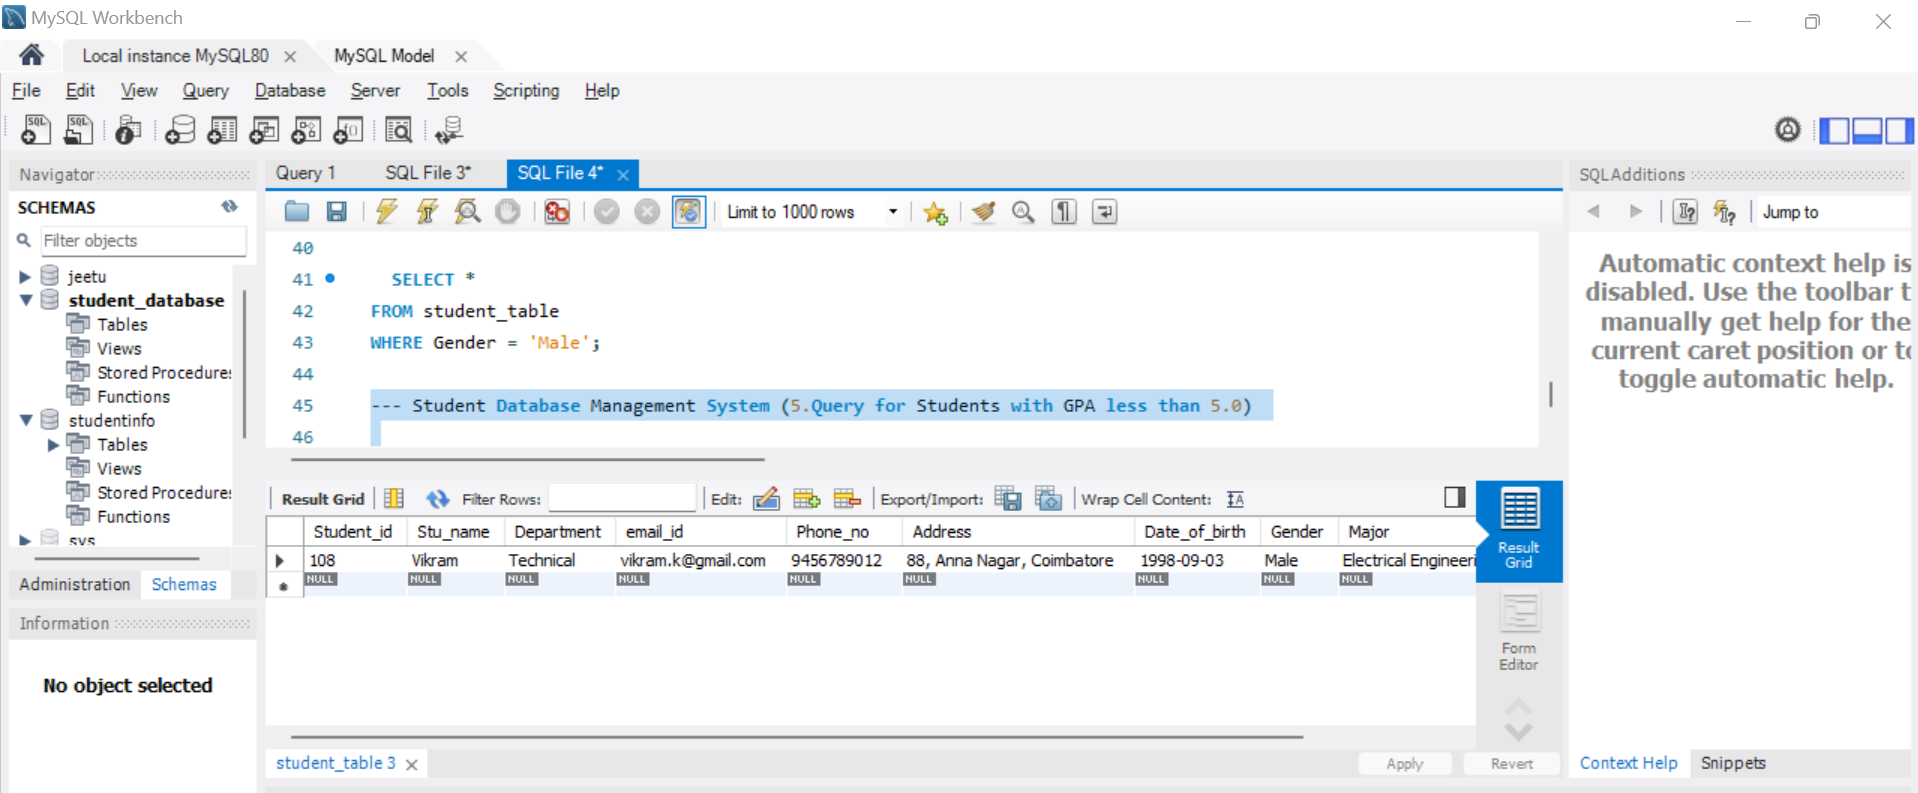 MySQL Workbench
Local instance MySQL80
MySQL Model
File Edit View Query Database Server Tools Scripting Help
Navigator
SCHEMAS
Filter objects
jeetu
student_database
Tables
Views
Stored Procedure
Functions
studentinfo
Tables
Views
Stored Procedure
Functions
sys
Administration Schemas
Information
No object selected
Query 1 SQL File 3* SQL File 4*
Limit to 1000 rows
40
41 SELECT *
42 FROM student_table
43 WHERE Gender = 'Male';
44
45 --- Student Database Management System (5.Query for Students with GPA less than 5.0)
46
Result Grid Filter Rows: Edit: Export/Import: Wrap Cell Content:
Student_id Stu_name Department email_id Phone_no Address Date_of_birth Gender Major
108 Vikram Technical vikram.k@gmail.com 9456789012 88, Anna Nagar, Coimbatore 1998-09-03 Male Electrical Engineeri
NULL NULL NULL NULL NULL NULL NULL NULL NULL
Result
Grid
Form
Editor
student_table 3
Apply Revert
SQLAdditions
Jump to
Automatic context help is
disabled. Use the toolbar t
manually get help for the
current caret position or to
toggle automatic help.
Context Help Snippets